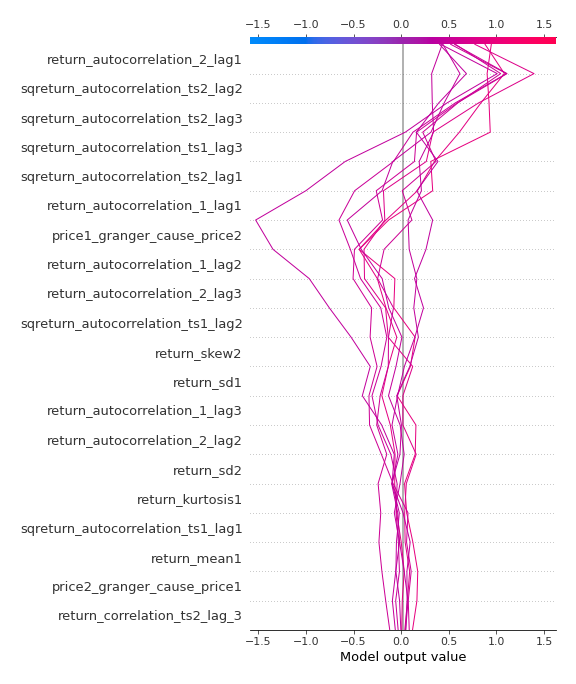 −1.5 −1.0 −0.5 0.0 0.5 1.0 1.5
return_autocorrelation_2_lag1
sqreturn_autocorrelation_ts2_lag2
sqreturn_autocorrelation_ts2_lag3
sqreturn_autocorrelation_ts1_lag3
sqreturn_autocorrelation_ts2_lag1
return_autocorrelation_1_lag1
price1_granger_cause_price2
return_autocorrelation_1_lag2
return_autocorrelation_2_lag3
sqreturn_autocorrelation_ts1_lag2
return_skew2
return_sd1
return_autocorrelation_1_lag3
return_autocorrelation_2_lag2
return_sd2
return_kurtosis1
sqreturn_autocorrelation_ts1_lag1
return_mean1
price2_granger_cause_price1
return_correlation_ts2_lag_3
−1.5 −1.0 −0.5 0.0 0.5 1.0 1.5
Model output value